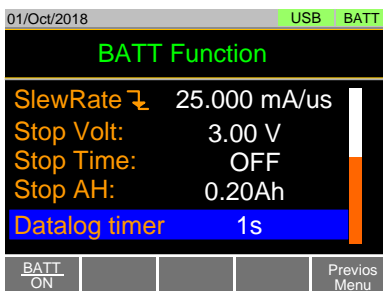 01/Oct/2018 USB BATT
BATT Function
SlewRate 25.000 mA/us
Stop Volt: 3.00 V
Stop Time: OFF
Stop AH: 0.20Ah
Datalog timer 1s
BATT
ON
Previos
Menu